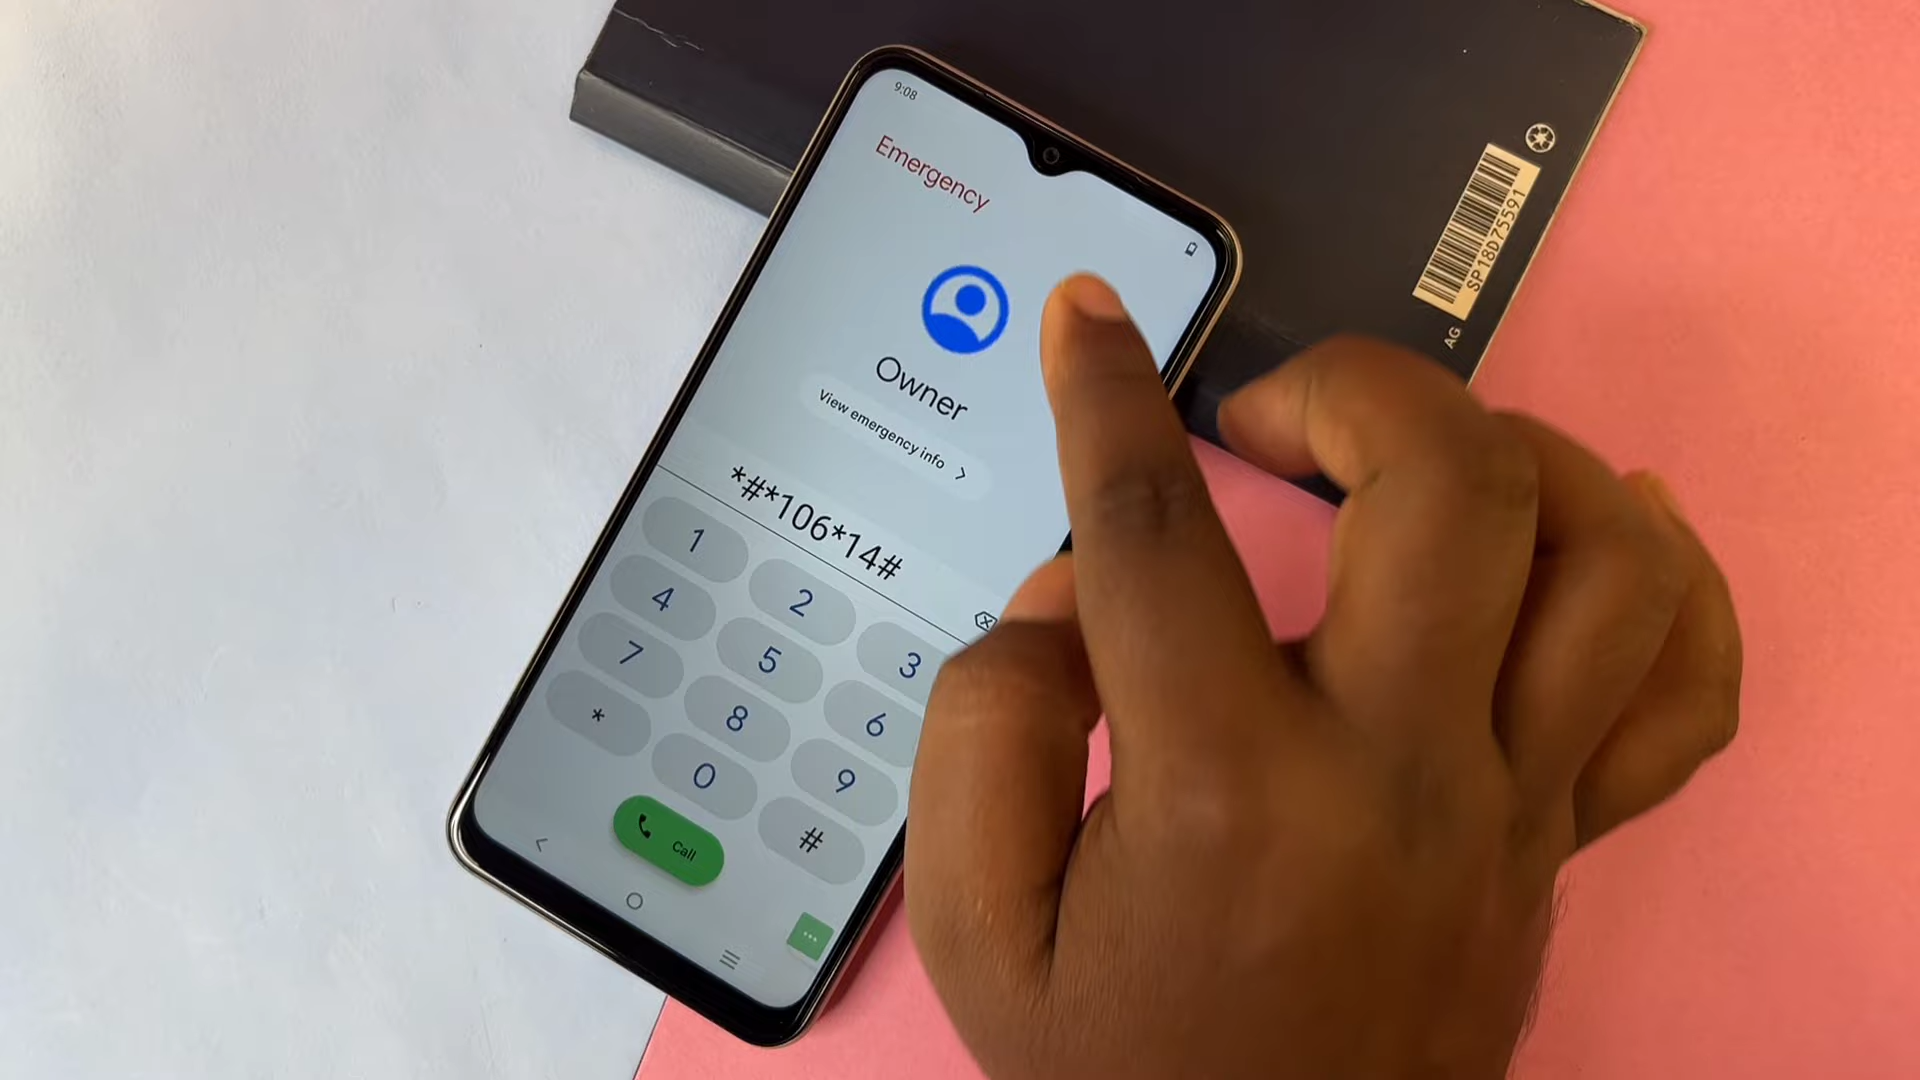 9:08
Emergency
Owner
View emergency info
*#*106*14#
1
2
3
4
5
6
7
8
9
*
0
#
Call
SP18D75591
AG